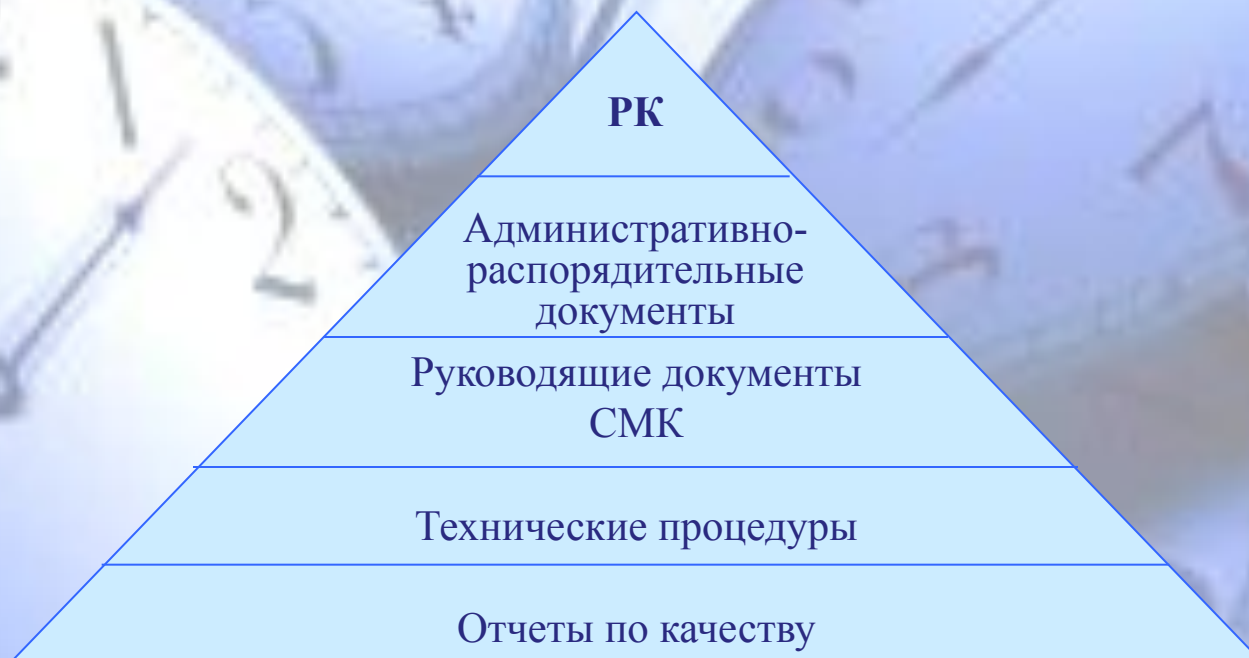 РК
Административно-
распорядительные
документы
Руководящие документы
СМК
Технические процедуры
Отчеты по качеству